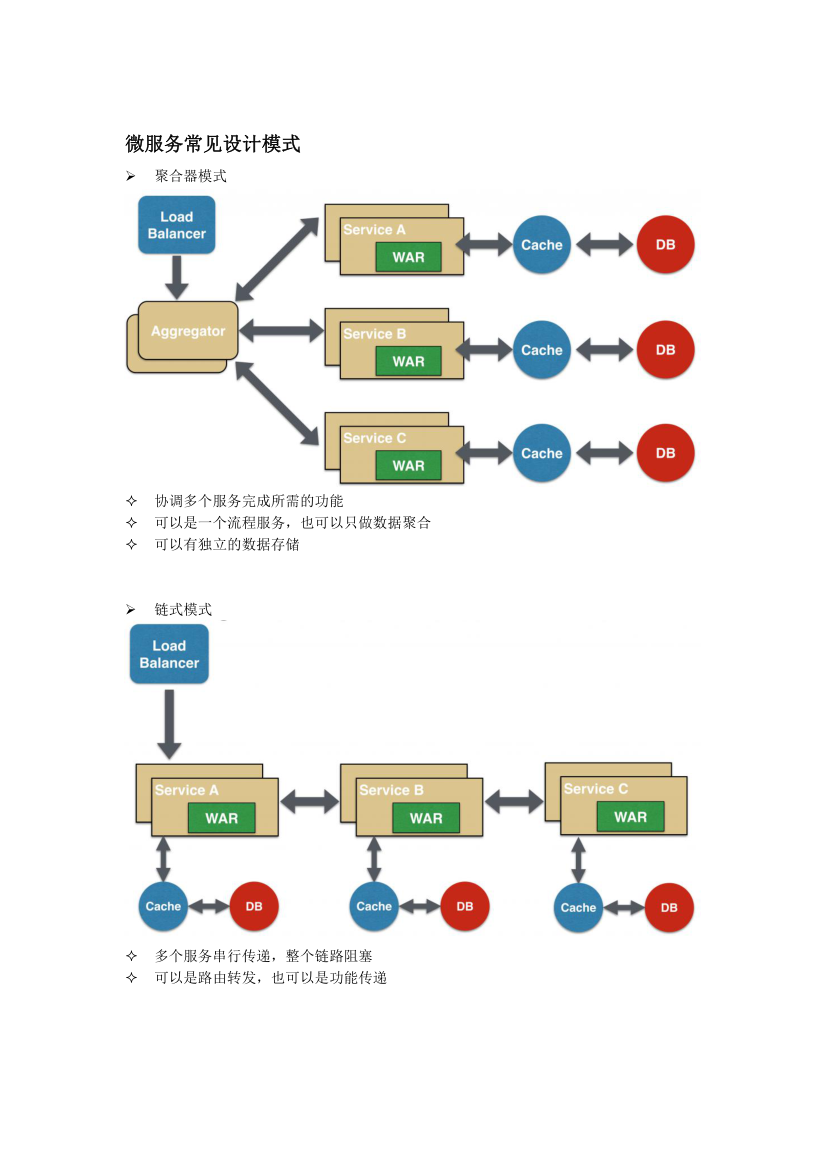 微服务常见设计模式
➢ 聚合器模式
Load
Balancer
Aggregator
Service A
WAR
Cache
DB
Service B
WAR
Cache
DB
Service C
WAR
Cache
DB
✧ 协调多个服务完成所需的功能
✧ 可以是一个流程服务，也可以只做数据聚合
✧ 可以有独立的数据存储
➢ 链式模式
Load
Balancer
Service A
WAR
Service B
WAR
Service C
WAR
Cache
DB
Cache
DB
Cache
DB
✧ 多个服务串行传递，整个链路阻塞
✧ 可以是路由转发，也可以是功能传递